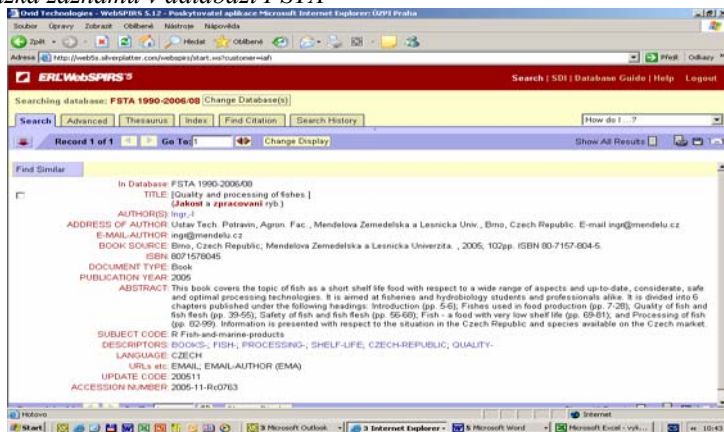 záznamu v databázi FSTA
Ovid Technologies - WebSPIRS 5.12 - Poskytovatel aplikace Microsoft Internet Explorer: ÚZPI Praha
Soubor Úpravy Zobrazit Oblíbené Nástroje Nápověda
Zpět Hledat Oblíbené
Adresa http://web5s.silverplatter.com/webspirs/start.ws?customer=iafi Přejít Odkazy
ERL WebSPIRS 5 Search | SDI | Database Guide | Help Logout
Searching database: FSTA 1990-2006/08 Change Database(s)
Search Advanced Thesaurus Index Find Citation Search History How do I ...?
Record 1 of 1 Go To: 1 Change Display Show All Results
Find Similar
In Database: FSTA 1990-2006/08
TITLE: [Quality and processing of fishes.]
(Jakost a zpracovani ryb.)
AUTHOR(S): Ingr,-I
ADDRESS OF AUTHOR: Ustav Tech. Potravin, Agron. Fac., Mendelova Zemedelska a Lesnicka Univ., Brno, Czech Republic. E-mail ingr@mendelu.cz
E-MAIL-AUTHOR: ingr@mendelu.cz
BOOK SOURCE: Brno, Czech Republic; Mendelova Zemedelska a Lesnicka Univerzita. , 2005; 102pp. ISBN 80-7157-804-5.
ISBN: 8071578045
DOCUMENT TYPE: Book
PUBLICATION YEAR: 2005
ABSTRACT: This book covers the topic of fish as a short shelf life food with respect to a wide range of aspects and up-to-date, considerate, safe
and optimal processing technologies. It is aimed at fisheries and hydrobiology students and professionals alike. It is divided into 6
chapters published under the following headings: Introduction (pp. 5-6); Fishes used in food production (pp. 7-28); Quality of fish and
fish flesh (pp. 39-55); Safety of fish and fish flesh (pp. 56-68); Fish - a food with very low shelf life (pp. 69-81); and Processing of fish
(pp. 82-99). Information is presented with respect to the situation in the Czech Republic and species available on the Czech market.
SUBJECT CODE: R Fish-and-marine-products
DESCRIPTORS: BOOKS-; FISH-; PROCESSING-; SHELF-LIFE; CZECH-REPUBLIC; QUALITY-
LANGUAGE: CZECH
URLs etc: EMAIL; EMAIL-AUTHOR (EMA)
UPDATE CODE: 200511
ACCESSION NUMBER: 2005-11-Rc0763
Hotovo Internet
Start 3 Microsoft Outlook 3 Internet Explorer 5 Microsoft Word Microsoft Excel - vyk... 10:43